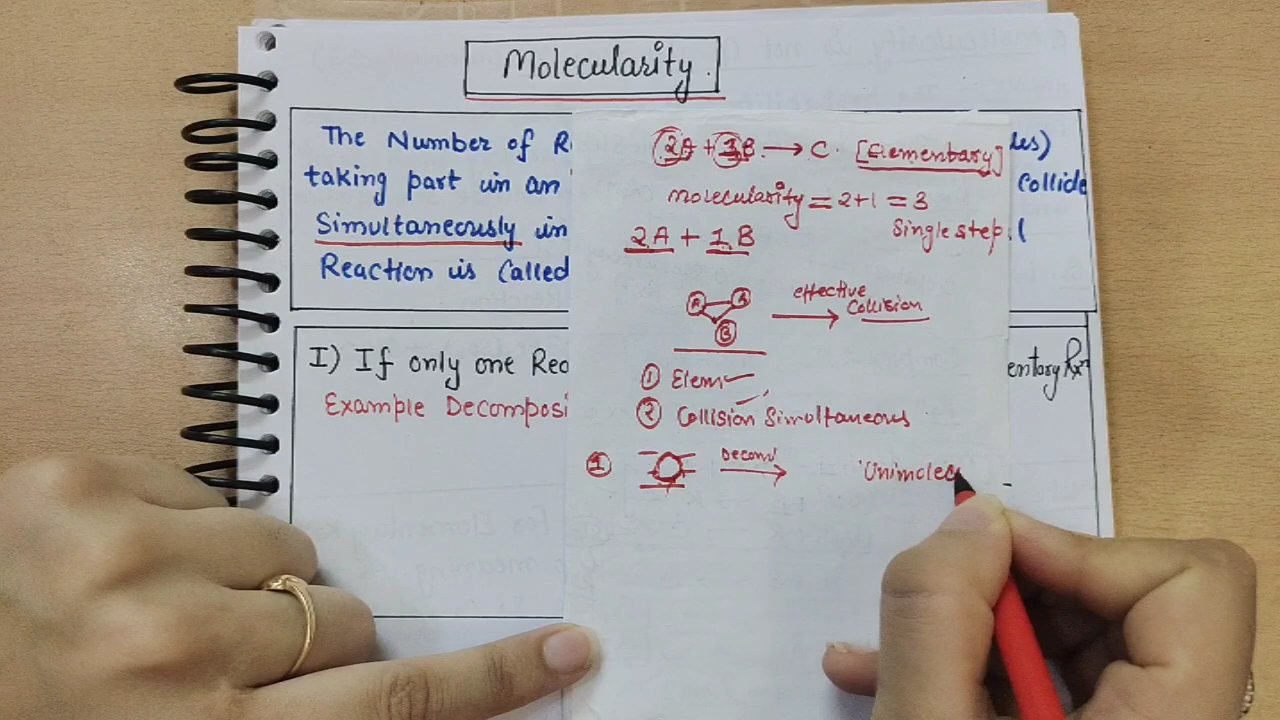 Molecularity.
The Number of R
taking part in an
Simultaneously in
Reaction is Called
les)
Collide
I) If only one Rea
Example Decomposi
entary Rxn
2A + 1B → C [Elementary]
Molecularity = 2+1 = 3
2A + 1B
Single step
A A
B
effective
Collision
① Elem
② Collision Simultaneous
①
Unimolec